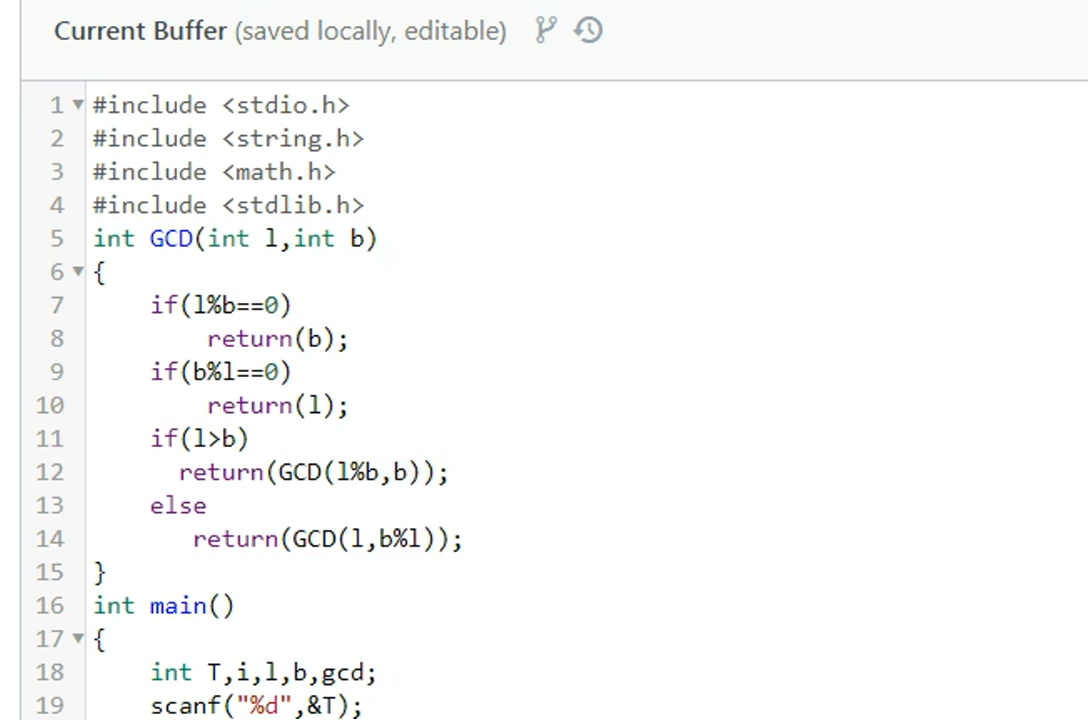 Current Buffer (saved locally, editable)
1 #include <stdio.h>
2 #include <string.h>
3 #include <math.h>
4 #include <stdlib.h>
5 int GCD(int l,int b)
6 {
7     if(l%b==0)
8         return(b);
9     if(b%l==0)
10         return(l);
11     if(l>b)
12       return(GCD(l%b,b));
13     else
14        return(GCD(l,b%l));
15 }
16 int main()
17 {
18     int T,i,l,b,gcd;
19     scanf("%d",&T);